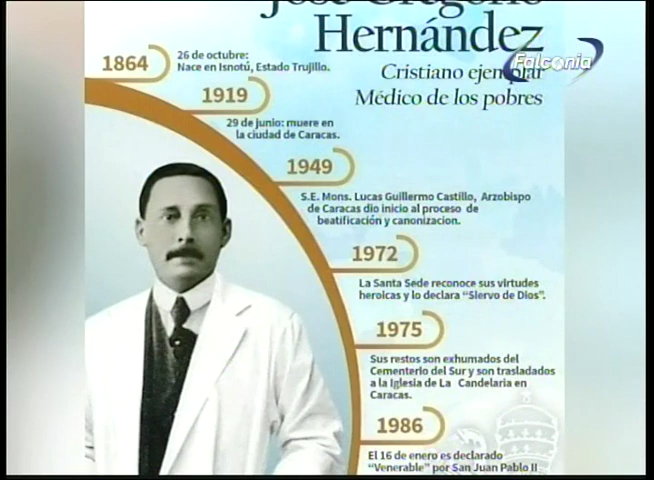 José Gregorio
Hernández
Falconia
Cristiano ejemplar
Médico de los pobres
1864
26 de octubre:
Nace en Isnotú, Estado Trujillo.
1919
29 de junio: muere en
la ciudad de Caracas.
1949
S.E. Mons. Lucas Guillermo Castillo, Arzobispo
de Caracas dio inicio al proceso de
beatificación y canonizacion.
1972
La Santa Sede reconoce sus virtudes
heroicas y lo declara “Siervo de Dios”.
1975
Sus restos son exhumados del
Cementerio del Sur y son trasladados
a la Iglesia de La Candelaria en
Caracas.
1986
El 16 de enero es declarado
“Venerable” por San Juan Pablo II